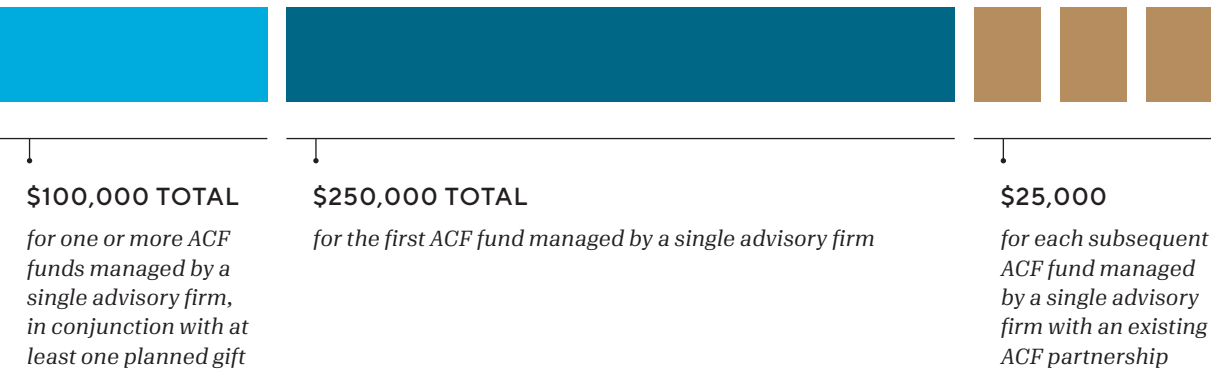 $100,000 TOTAL
for one or more ACF
funds managed by a
single advisory firm,
in conjunction with at
least one planned gift
$250,000 TOTAL
for the first ACF fund managed by a single advisory firm
$25,000
for each subsequent
ACF fund managed
by a single advisory
firm with an existing
ACF partnership